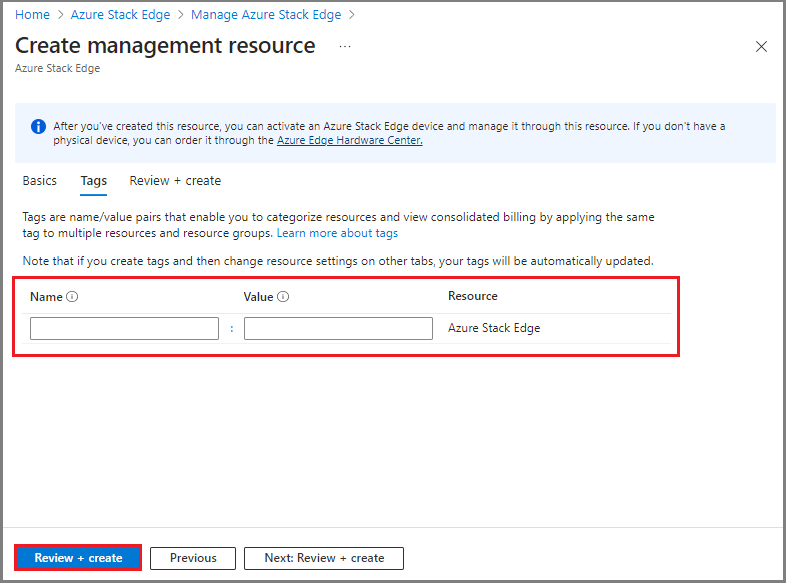 Home > Azure Stack Edge > Manage Azure Stack Edge >
Create management resource ...
Azure Stack Edge
After you've created this resource, you can activate an Azure Stack Edge device and manage it through this resource. If you don't have a
physical device, you can order it through the Azure Edge Hardware Center.
Basics Tags Review + create
Tags are name/value pairs that enable you to categorize resources and view consolidated billing by applying the same
tag to multiple resources and resource groups. Learn more about tags
Note that if you create tags and then change resource settings on other tabs, your tags will be automatically updated.
Name Value Resource
: Azure Stack Edge
Review + create Previous Next: Review + create